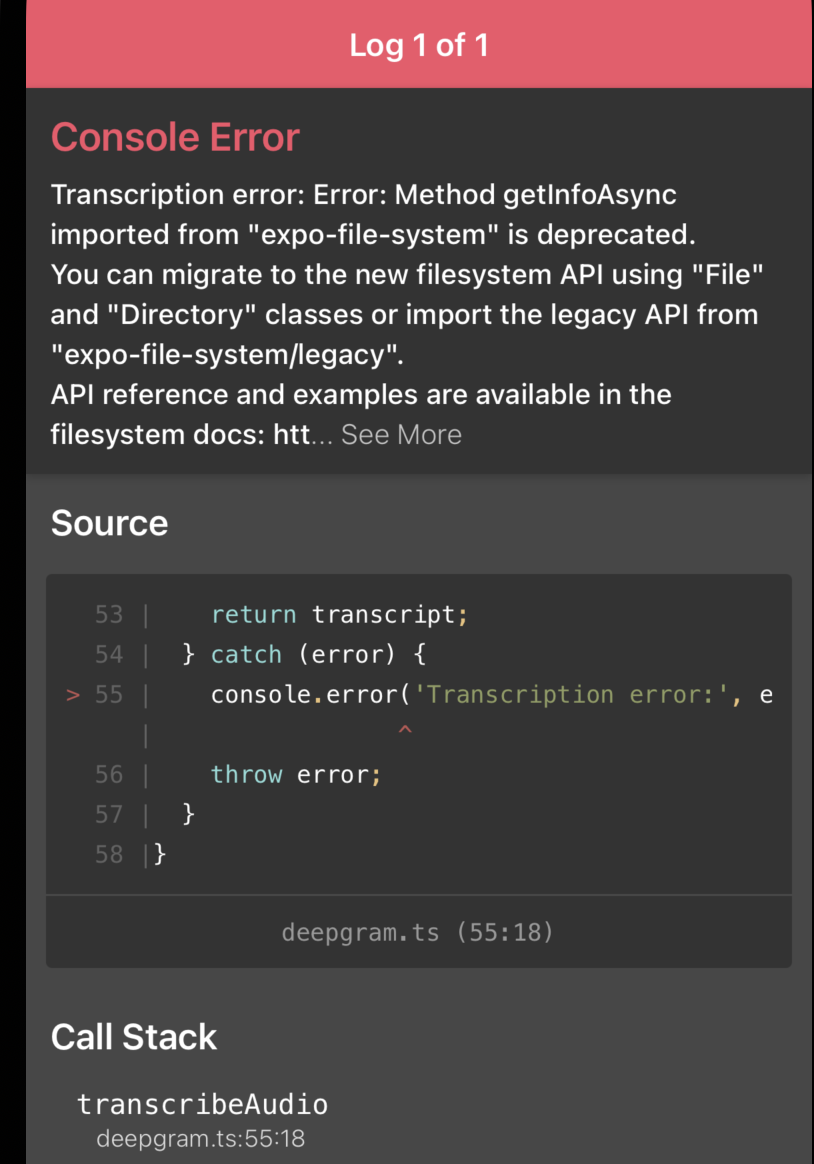 Log 1 of 1
Console Error
Transcription error: Error: Method getInfoAsync
imported from "expo-file-system" is deprecated.
You can migrate to the new filesystem API using "File"
and "Directory" classes or import the legacy API from
"expo-file-system/legacy".
API reference and examples are available in the
filesystem docs: htt... See More
Source
53 |     return transcript;
54 |   } catch (error) {
> 55 |     console.error('Transcription error:', e
|                  ^
56 |     throw error;
57 |   }
58 |}
deepgram.ts (55:18)
Call Stack
transcribeAudio
deepgram.ts:55:18